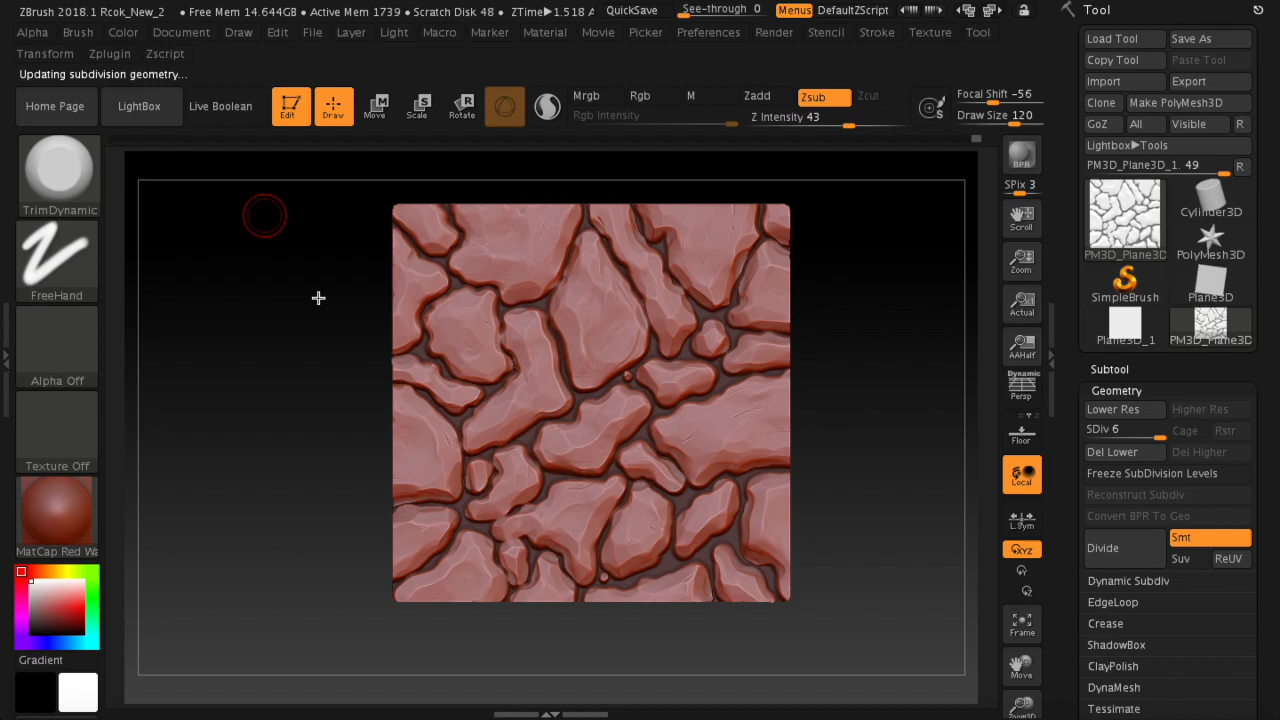 ZBrush 2018.1 Rcok_New_2 • Free Mem 14.644GB • Active Mem 1739 • Scratch Disk 48 • ZTime▶1.518 A
QuickSave See-through 0 Menus DefaultZScript
Alpha Brush Color Document Draw Edit File Layer Light Macro Marker Material Movie Picker Preferences Render Stencil Stroke Texture Tool
Transform Zplugin Zscript
Updating subdivision geometry...
Home Page LightBox Live Boolean Edit Draw Move Scale Rotate
Mrgb Rgb M Zadd Zsub Zcut
Rgb Intensity Z Intensity 43
Focal Shift -56
Draw Size 120
TrimDynamic
FreeHand
Alpha Off
Texture Off
MatCap Red Wa
Gradient
BPR
SPix 3
Scroll
Zoom
Actual
AAHalf
Dynamic
Persp
Floor
Local
L.Sym
XYZ
Frame
Move
Zoom3D
Tool
Load Tool Save As
Copy Tool Paste Tool
Import Export
Clone Make PolyMesh3D
GoZ All Visible R
Lightbox▶Tools
PM3D_Plane3D_1. 49 R
PM3D_Plane3D Cylinder3D
PolyMesh3D
SimpleBrush Plane3D
Plane3D_1 PM3D_Plane3D
Subtool
Geometry
Lower Res Higher Res
SDiv 6 Cage Rstr
Del Lower Del Higher
Freeze SubDivision Levels
Reconstruct Subdiv
Convert BPR To Geo
Divide Smt
Suv ReUV
Dynamic Subdiv
EdgeLoop
Crease
ShadowBox
ClayPolish
DynaMesh
Tessimate